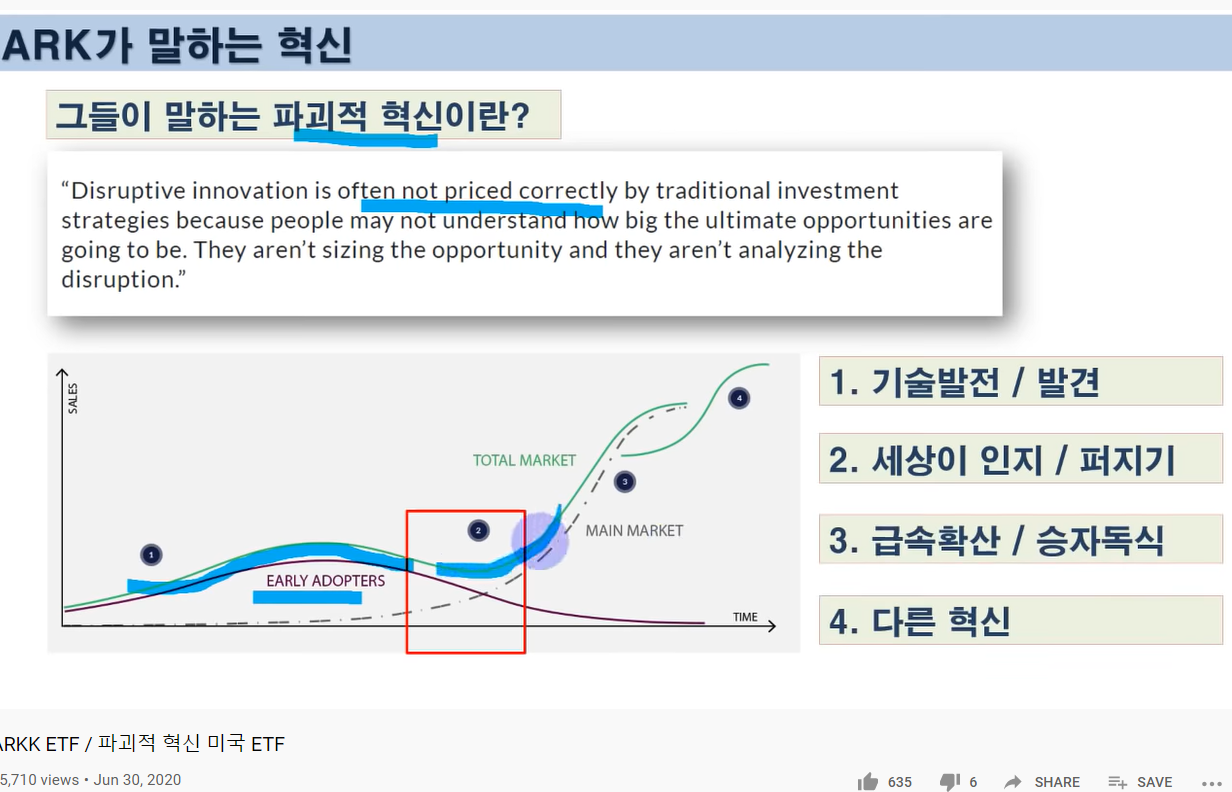 ARK가 말하는 혁신
그들이 말하는 파괴적 혁신이란?
“Disruptive innovation is often not priced correctly by traditional investment
strategies because people may not understand how big the ultimate opportunities are
going to be. They aren’t sizing the opportunity and they aren’t analyzing the
disruption.”
SALES
4
TOTAL MARKET
3
2
MAIN MARKET
1
EARLY ADOPTERS
TIME
1. 기술발전 / 발견
2. 세상이 인지 / 퍼지기
3. 급속확산 / 승자독식
4. 다른 혁신
ARKK ETF / 파괴적 혁신 미국 ETF
5,710 views • Jun 30, 2020
635
6
SHARE
SAVE